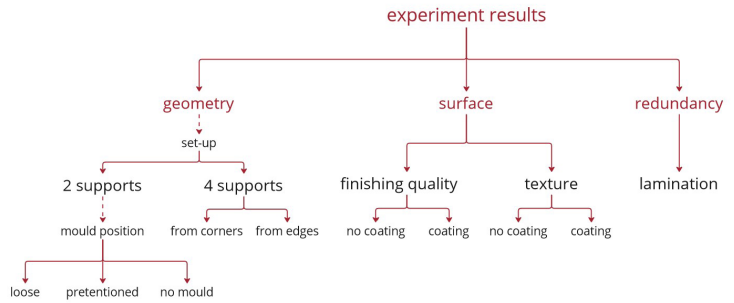 experiment results
geometry
surface
redundancy
set-up
2 supports
4 supports
finishing quality
texture
lamination
mould position
from corners
from edges
no coating
coating
no coating
coating
loose
pretentioned
no mould